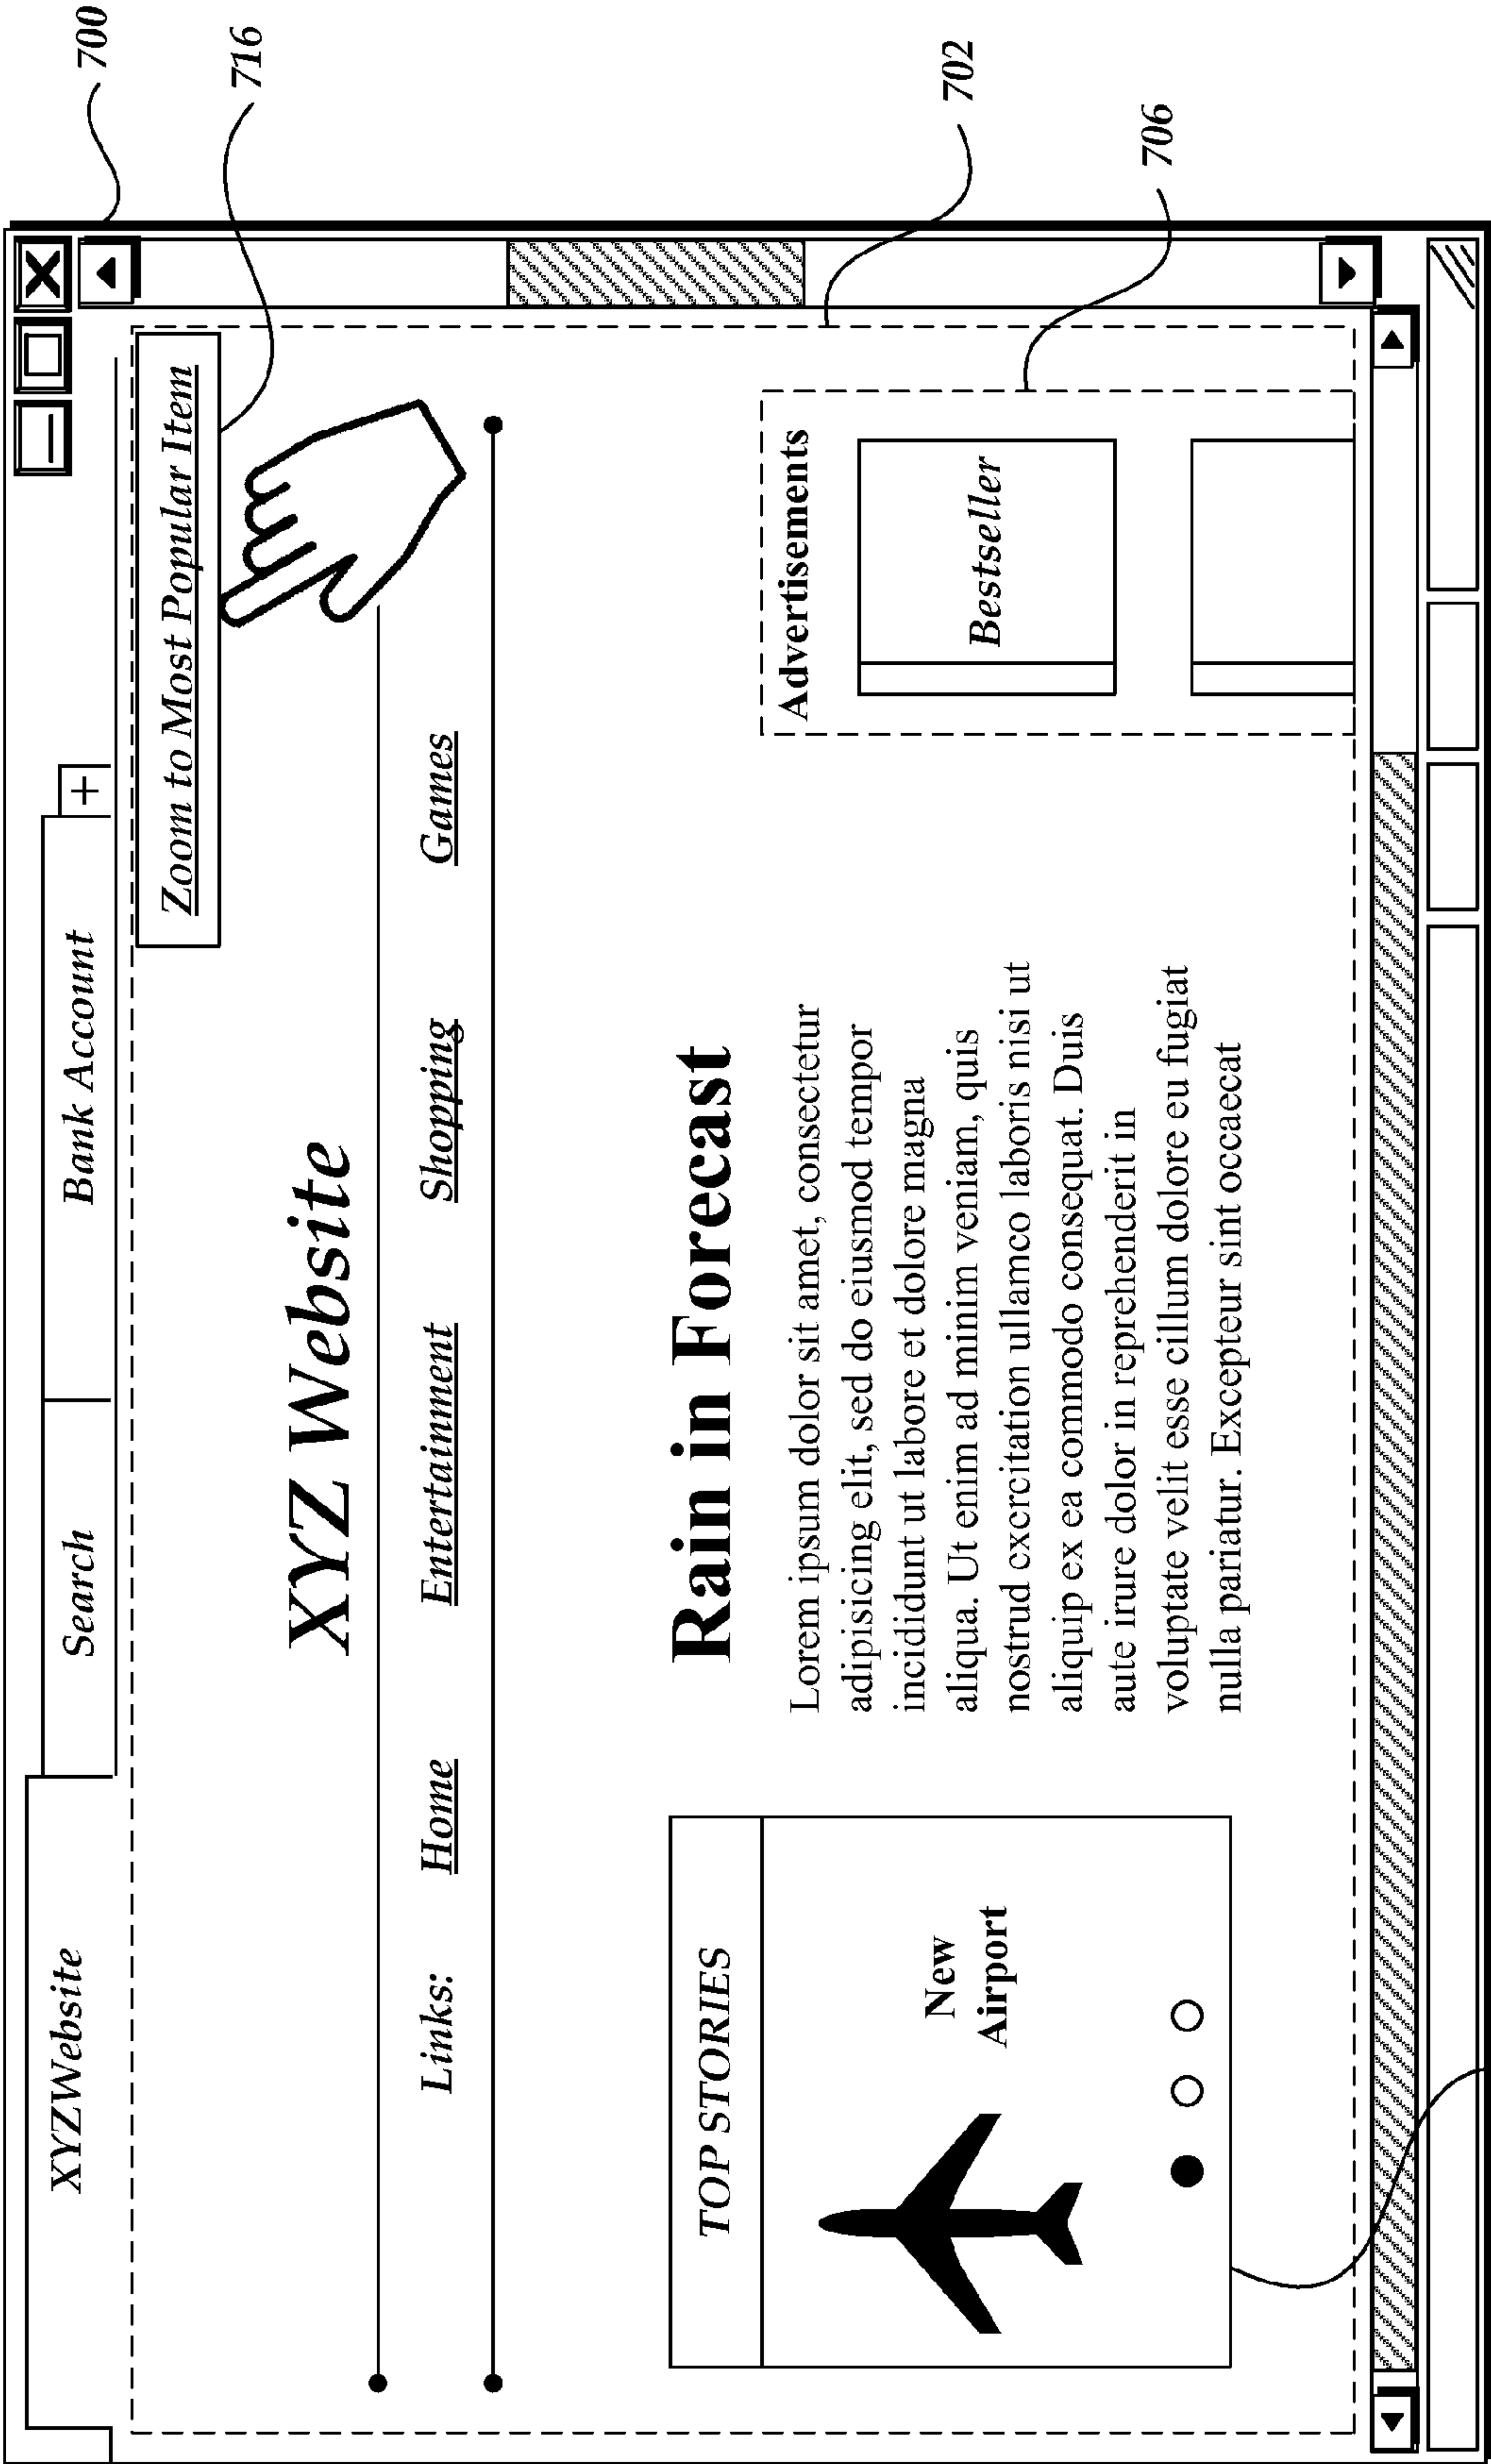 700
XYZWebsite
Search
Bank Account
+
Zoom to Most Popular Item
716
XYZ Website
Links:
Home
Entertainment
Shopping
Games
702
TOP STORIES
New
Airport
Rain in Forecast
Lorem ipsum dolor sit amet, consectetur
adipisicing elit, sed do eiusmod tempor
incididunt ut labore et dolore magna
aliqua. Ut enim ad minim veniam, quis
nostrud exercitation ullamco laboris nisi ut
aliquip ex ea commodo consequat. Duis
aute irure dolor in reprehenderit in
voluptate velit esse cillum dolore eu fugiat
nulla pariatur. Excepteur sint occaecat
Advertisements
Bestseller
706